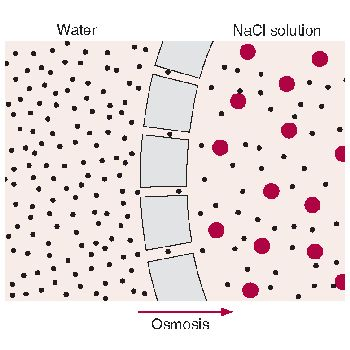 Water
NaCl solution
Osmosis